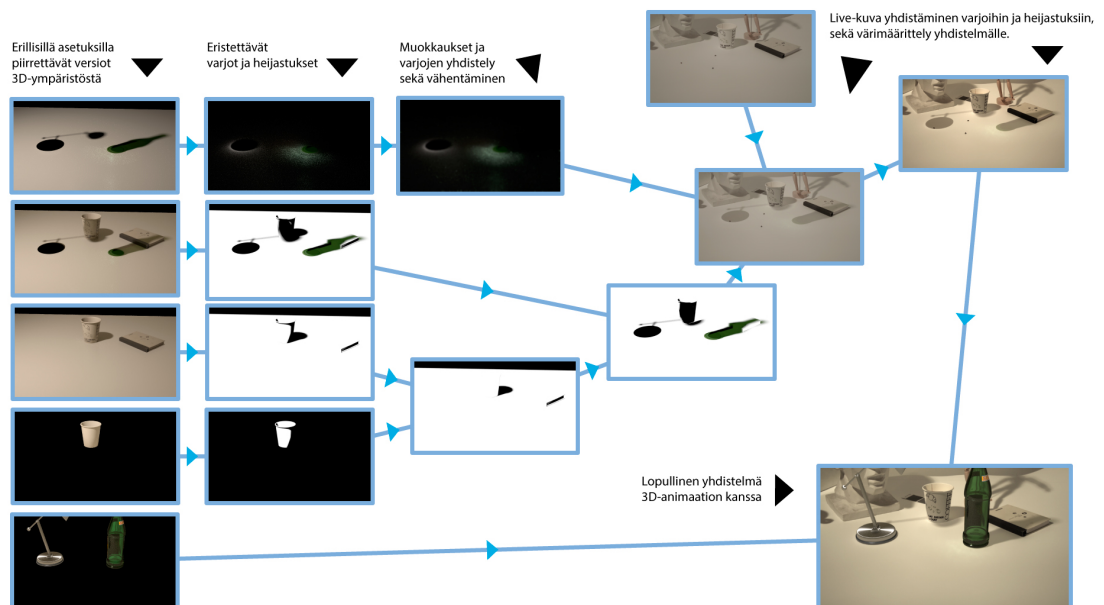 Erillisillä asetuksilla
piirrettävät versiot
3D-ympäristöstä
Eristettävät
varjot ja heijastukset
Muokkaukset ja
varjojen yhdistely
sekä vähentäminen
Live-kuva yhdistäminen varjoihin ja heijastuksiin,
sekä värimäärittely yhdistelmälle.
Lopullinen yhdistelmä
3D-animaation kanssa